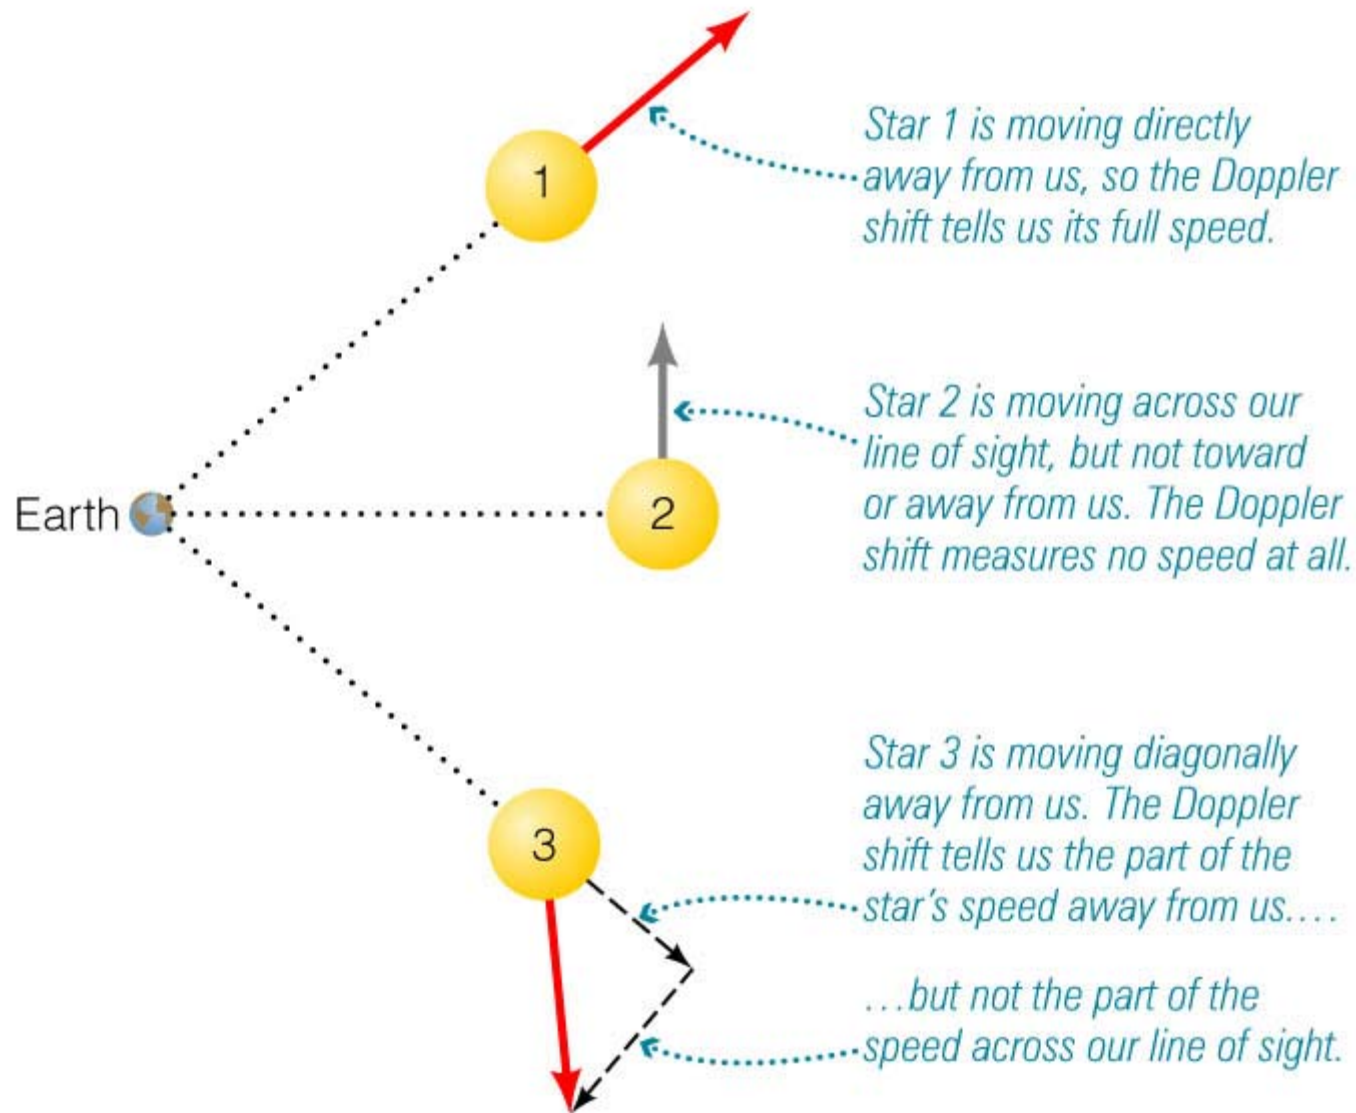 1
Star 1 is moving directly
away from us, so the Doppler
shift tells us its full speed.
Earth
2
Star 2 is moving across our
line of sight, but not toward
or away from us. The Doppler
shift measures no speed at all.
3
Star 3 is moving diagonally
away from us. The Doppler
shift tells us the part of the
star’s speed away from us....
...but not the part of the
speed across our line of sight.